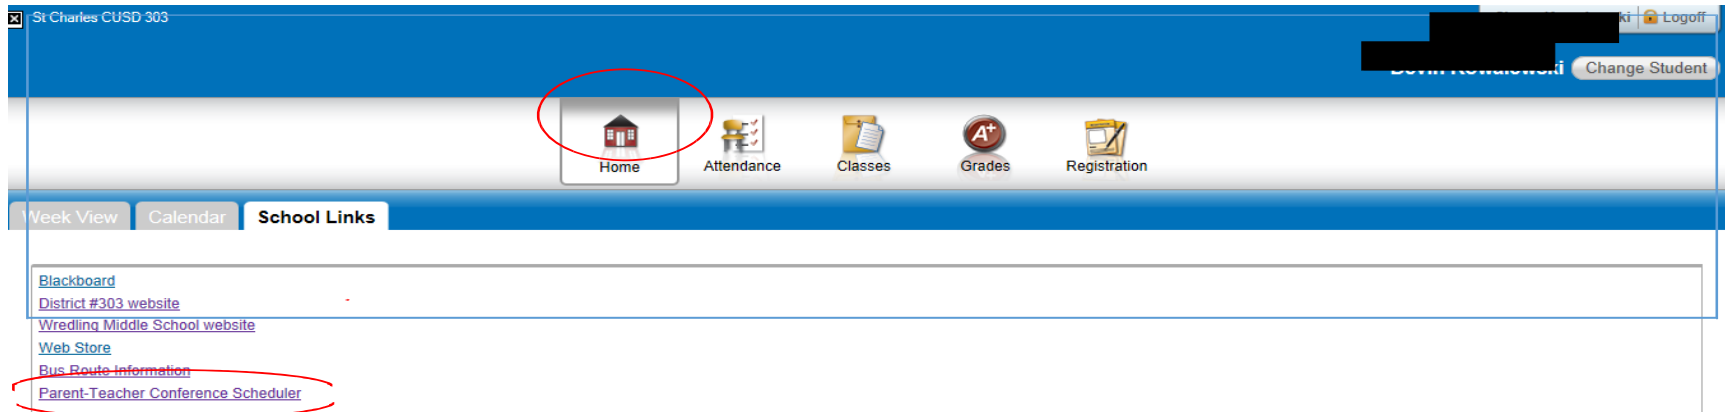 St Charles CUSD 303
ki Logoff
Change Student
Home
Attendance
Classes
A+
Grades
Registration
Week View
Calendar
School Links
Blackboard
District #303 website
Wredling Middle School website
Web Store
Bus Route Information
Parent-Teacher Conference Scheduler